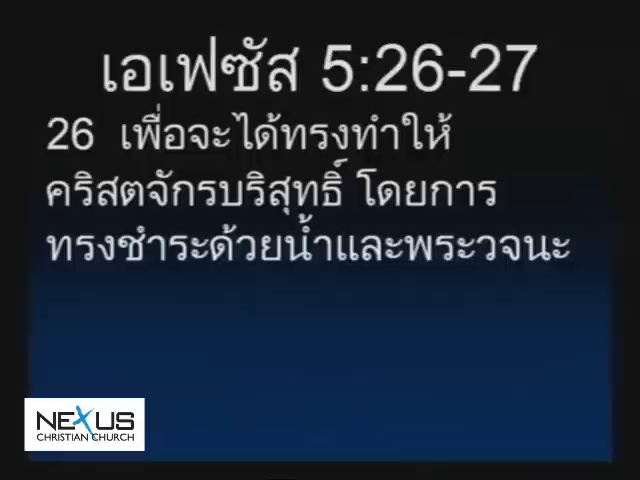 เอเฟซัส 5:26-27
26 เพื่อจะได้ทรงทำให้
คริสตจักรบริสุทธิ์ โดยการ
ทรงชำระด้วยน้ำและพระวจนะ
NEXUS
CHRISTIAN CHURCH